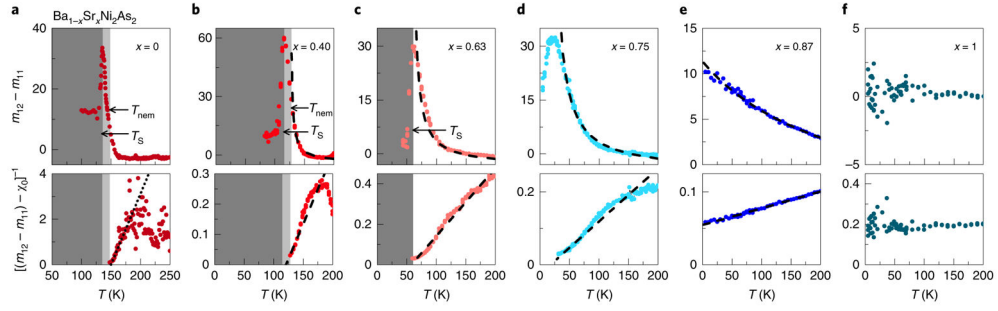 a
b
c
d
e
f
Ba1−xSrxNi2As2
x = 0
x = 0.40
x = 0.63
x = 0.75
x = 0.87
x = 1
m12 − m11
40
20
0
60
30
0
30
20
10
0
30
20
10
0
15
10
5
0
5
0
−5
Tnem
TS
Tnem
TS
TS
[(m12 − m11) − χ0]−1
4
2
0
0.3
0.2
0.1
0
0.4
0.2
0
0.2
0
0.1
0
0.4
0.2
0
50 100 150 200 250
0 50 100 150 200
0 50 100 150 200
0 50 100 150 200
0 50 100 150 200
0 50 100 150 200
T (K)
T (K)
T (K)
T (K)
T (K)
T (K)